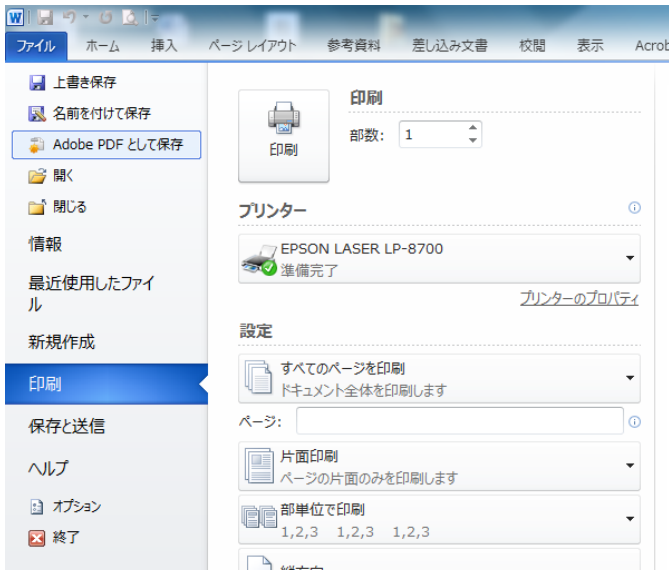 ファイル ホーム 挿入 ページ レイアウト 参考資料 差し込み文書 校閲 表示 Acrob
上書き保存
名前を付けて保存
Adobe PDF として保存
開く
閉じる
情報
最近使用したファイ
ル
新規作成
印刷
保存と送信
ヘルプ
オプション
終了
印刷
印刷
部数: 1
プリンター
EPSON LASER LP-8700
準備完了
プリンターのプロパティ
設定
すべてのページを印刷
ドキュメント全体を印刷します
ページ:
片面印刷
ページの片面のみを印刷します
部単位で印刷
1,2,3 1,2,3 1,2,3